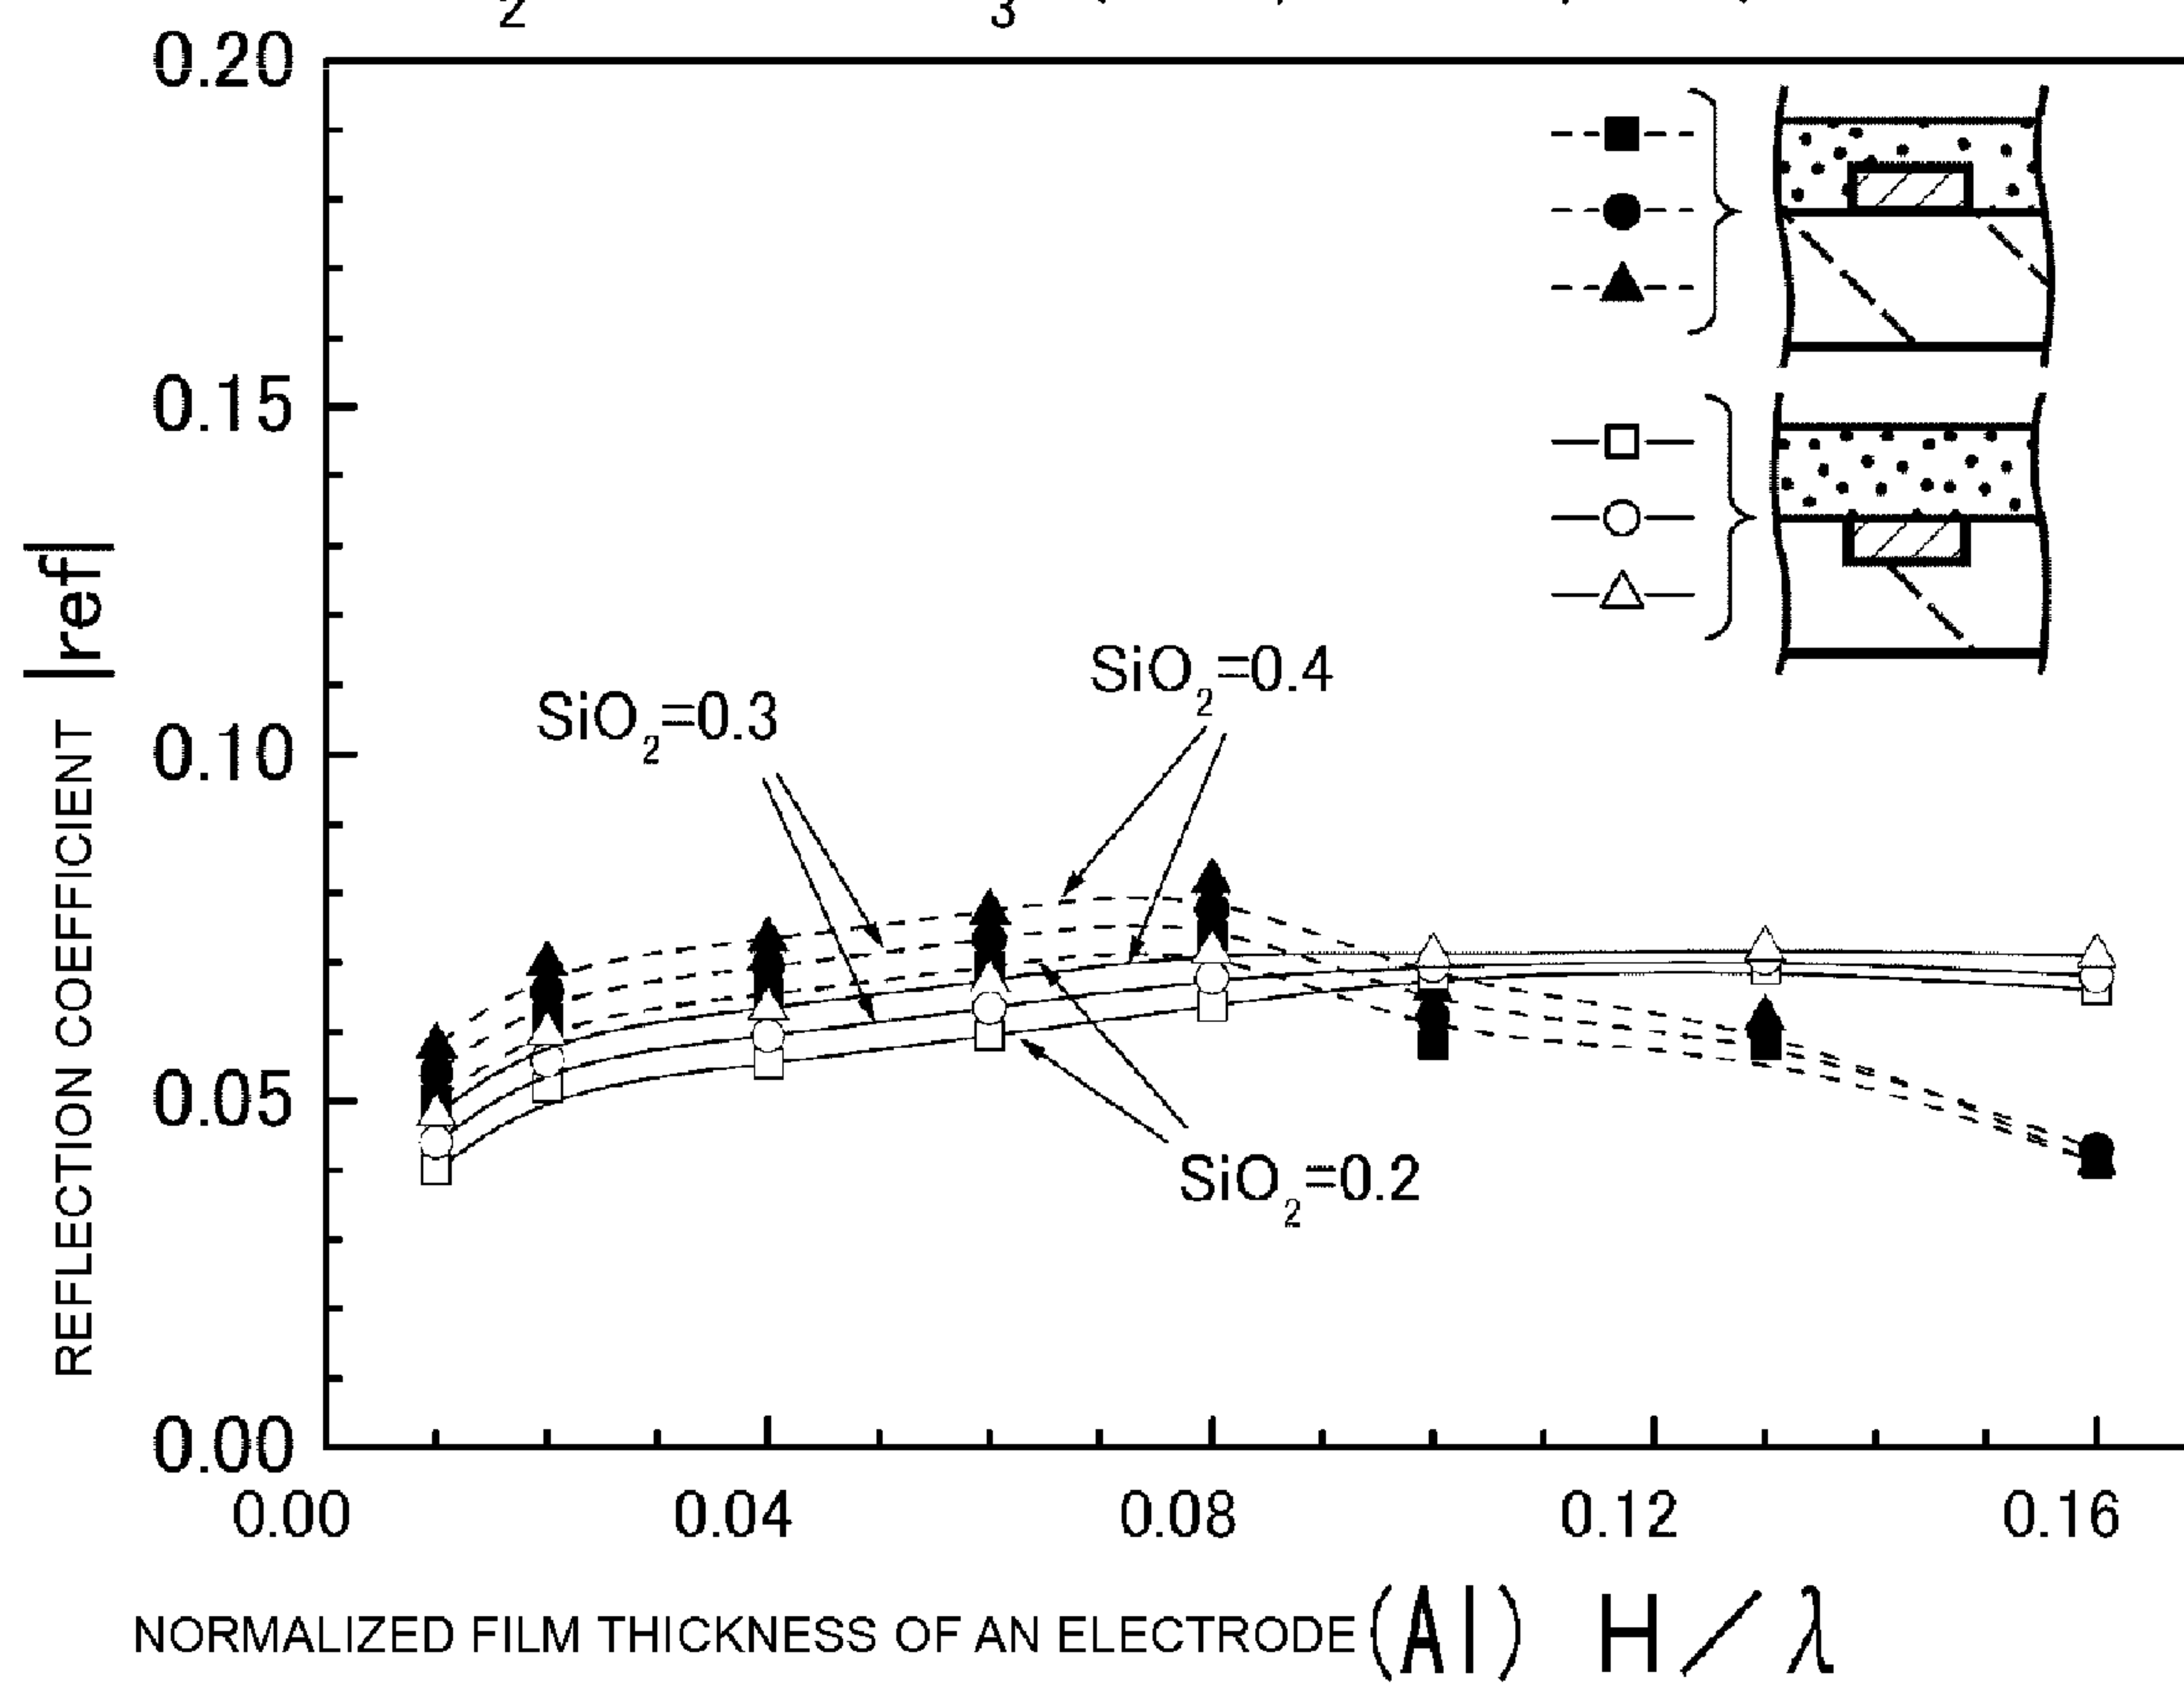 0.20
0.15
0.10
0.05
0.00
REFLECTION COEFFICIENT |ref|
SiO2=0.3
SiO2=0.4
SiO2=0.2
0.00 0.04 0.08 0.12 0.16
NORMALIZED FILM THICKNESS OF AN ELECTRODE (Al) H/λ